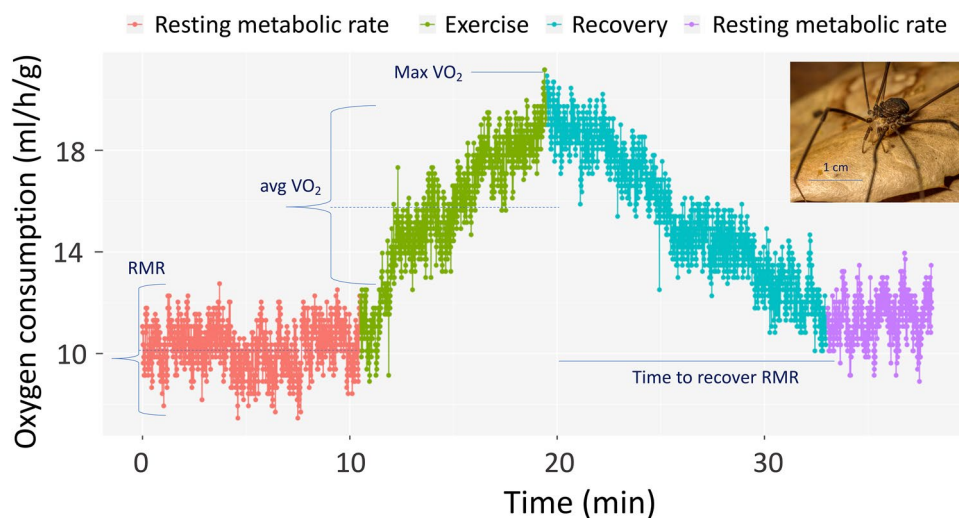 Resting metabolic rate Exercise Recovery Resting metabolic rate
Max VO₂
avg VO₂
RMR
1 cm
Time to recover RMR
Oxygen consumption (ml/h/g)
18
14
10
0 10 20 30
Time (min)